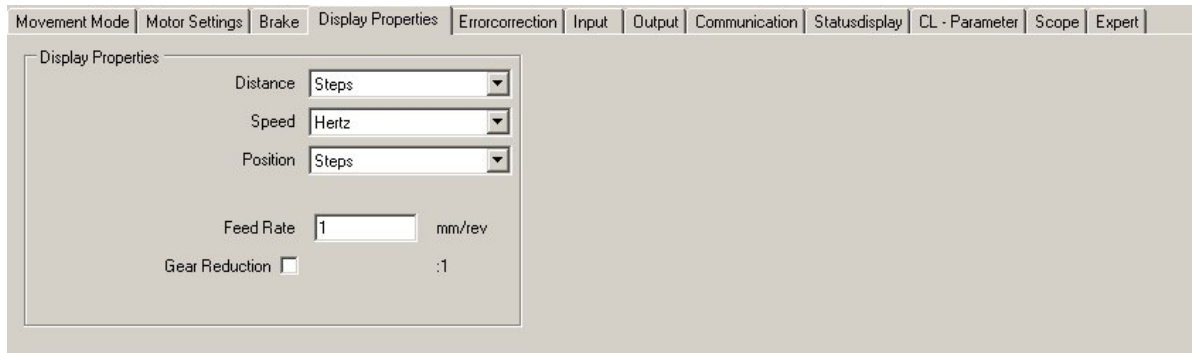 Movement Mode Motor Settings Brake Display Properties Errorcorrection Input Output Communication Statusdisplay CL - Parameter Scope Expert
Display Properties
Distance Steps
Speed Hertz
Position Steps
Feed Rate 1 mm/rev
Gear Reduction :1